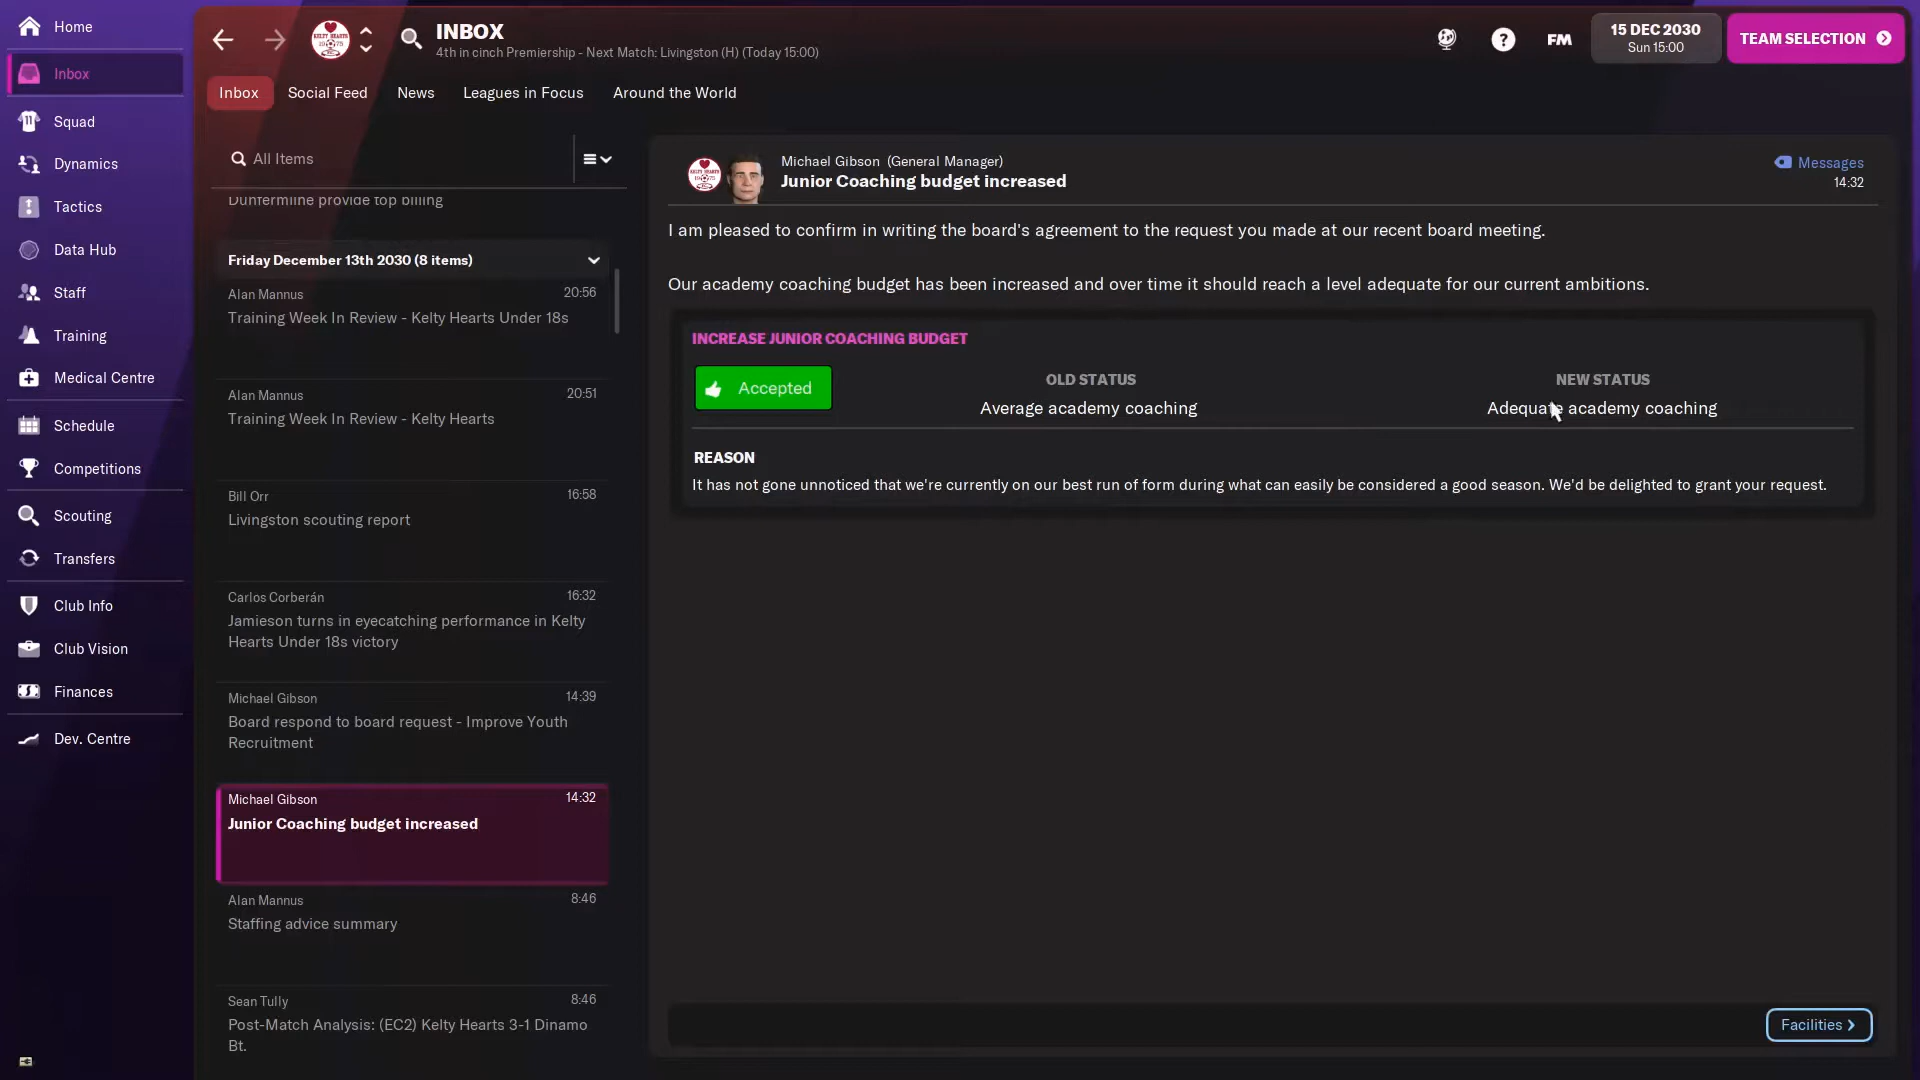 Home
Inbox
Squad
Dynamics
Tactics
Data Hub
Staff
Training
Medical Centre
Schedule
Competitions
Scouting
Transfers
Club Info
Club Vision
Finances
Dev. Centre
KELTY HEARTS
1975
INBOX
4th in cinch Premiership - Next Match: Livingston (H) (Today 15:00)
?
FM
15 DEC 2030
Sun 15:00
TEAM SELECTION
Inbox
Social Feed
News
Leagues in Focus
Around the World
All Items
Dunfermline provide top billing
Friday December 13th 2030 (8 items)
Alan Mannus
20:56
Training Week In Review - Kelty Hearts Under 18s
Alan Mannus
20:51
Training Week In Review - Kelty Hearts
Bill Orr
16:58
Livingston scouting report
Carlos Corberán
16:32
Jamieson turns in eyecatching performance in Kelty
Hearts Under 18s victory
Michael Gibson
14:39
Board respond to board request - Improve Youth
Recruitment
Michael Gibson
14:32
Junior Coaching budget increased
Alan Mannus
8:46
Staffing advice summary
Sean Tully
8:46
Post-Match Analysis: (EC2) Kelty Hearts 3-1 Dinamo
Bt.
Michael Gibson (General Manager)
Junior Coaching budget increased
Messages
14:32
I am pleased to confirm in writing the board's agreement to the request you made at our recent board meeting.
Our academy coaching budget has been increased and over time it should reach a level adequate for our current ambitions.
INCREASE JUNIOR COACHING BUDGET
Accepted
OLD STATUS
Average academy coaching
NEW STATUS
Adequate academy coaching
REASON
It has not gone unnoticed that we're currently on our best run of form during what can easily be considered a good season. We'd be delighted to grant your request.
Facilities